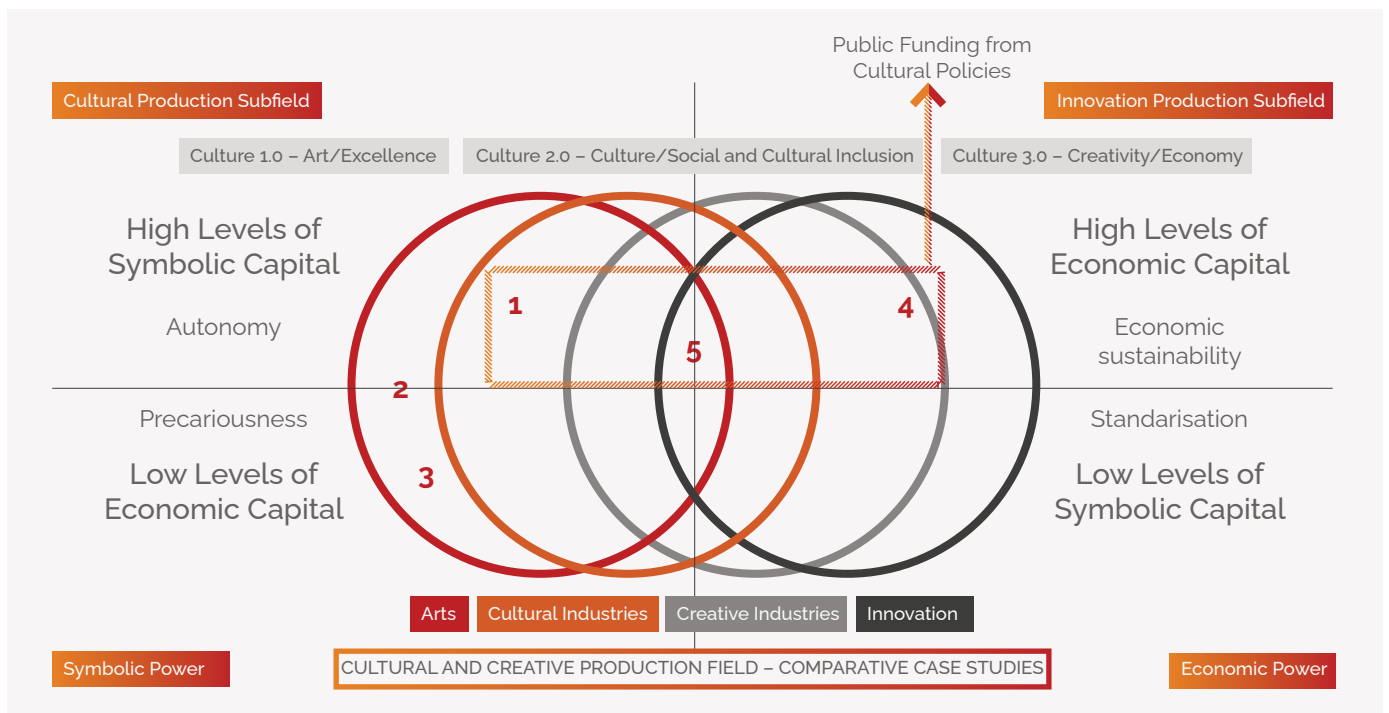 Public Funding from
Cultural Policies
Cultural Production Subfield
Innovation Production Subfield
Culture 1.0 – Art/Excellence
Culture 2.0 – Culture/Social and Cultural Inclusion
Culture 3.0 – Creativity/Economy
High Levels of
Symbolic Capital
High Levels of
Economic Capital
Autonomy
1
4
5
Economic
sustainability
2
Precariousness
Standarisation
3
Low Levels of
Economic Capital
Low Levels of
Symbolic Capital
Arts
Cultural Industries
Creative Industries
Innovation
Symbolic Power
CULTURAL AND CREATIVE PRODUCTION FIELD – COMPARATIVE CASE STUDIES
Economic Power